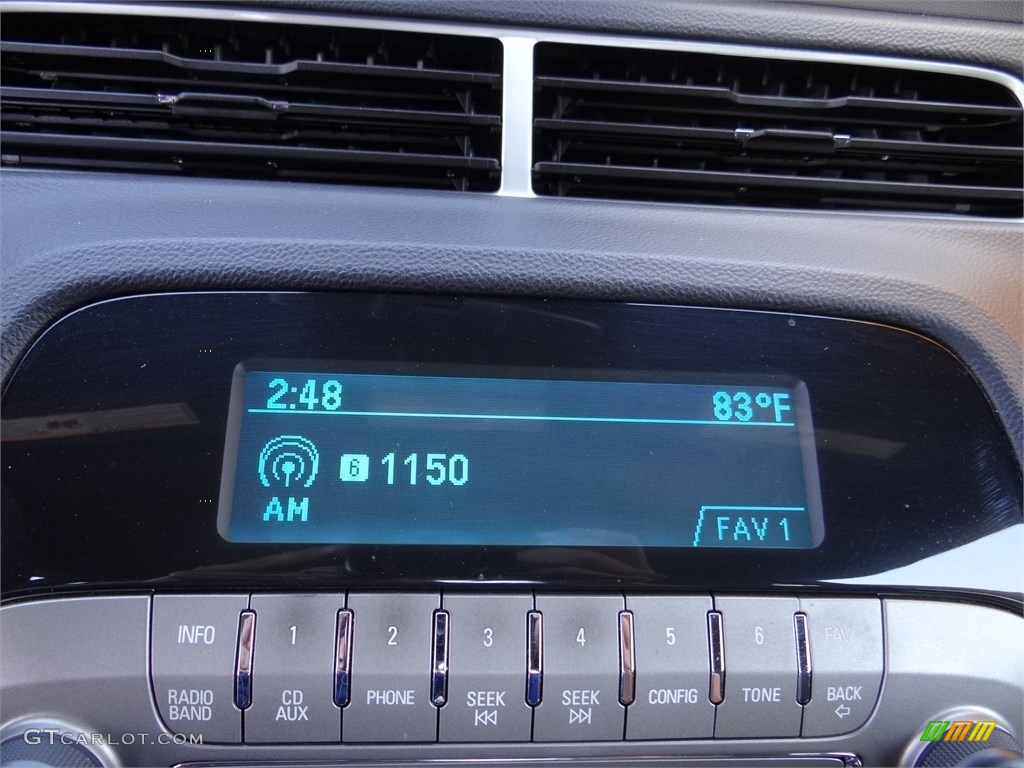 2:48 83°F
6 1150
AM
FAV 1
INFO 1 2 3 4 5 6 FAV
RADIO BAND CD AUX PHONE SEEK SEEK CONFIG TONE BACK
GTCARLOT.COM